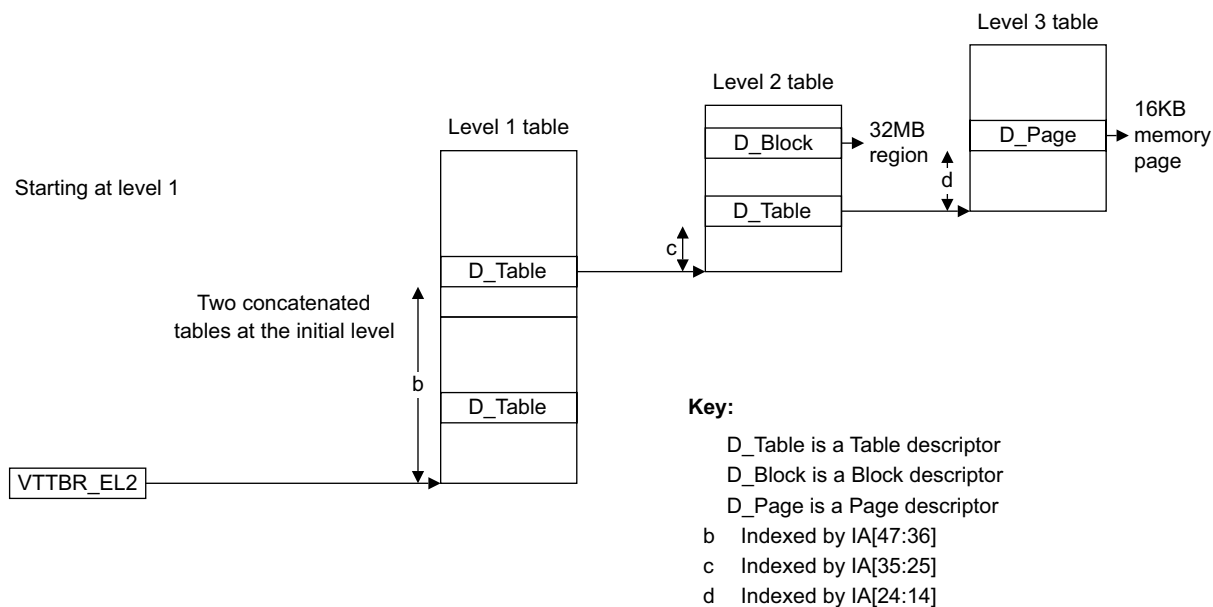 Level 3 table
Level 2 table
Level 1 table
D_Block
32MB
region
D_Page
16KB
memory
page
Starting at level 1
d
D_Table
c
D_Table
Two concatenated
tables at the initial level
b
D_Table
VTTBR_EL2
Key:
D_Table is a Table descriptor
D_Block is a Block descriptor
D_Page is a Page descriptor
b Indexed by IA[47:36]
c Indexed by IA[35:25]
d Indexed by IA[24:14]